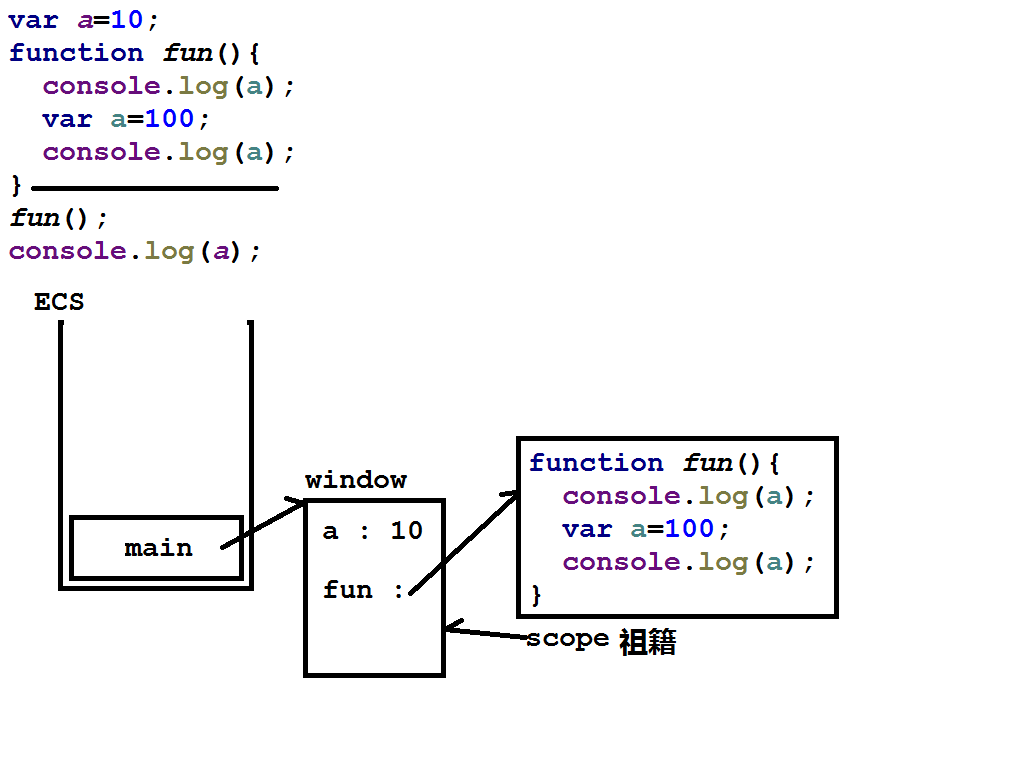 var a=10;
function fun(){
  console.log(a);
  var a=100;
  console.log(a);
}
fun();
console.log(a);
ECS
main
window
a : 10
fun :
function fun(){
  console.log(a);
  var a=100;
  console.log(a);
}
scope 祖籍